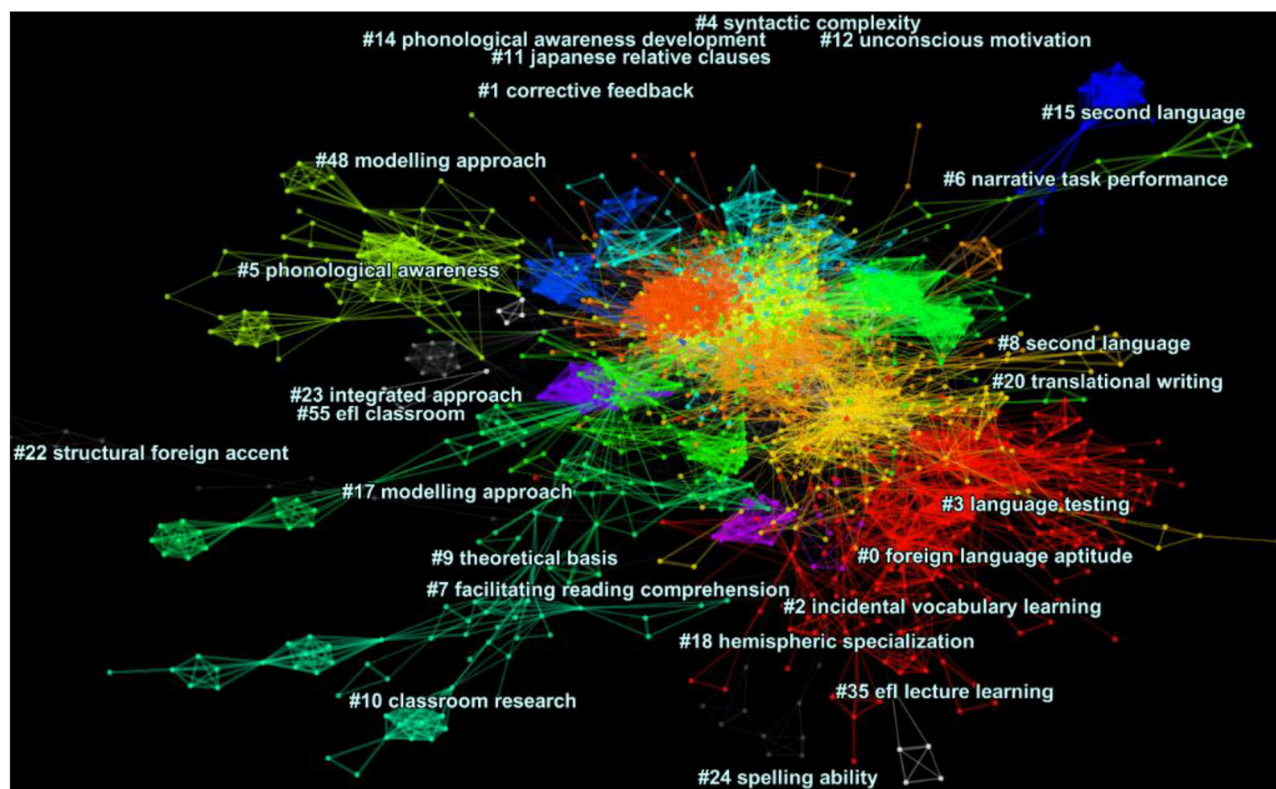 #4 syntactic complexity
#14 phonological awareness development
#12 unconscious motivation
#11 japanese relative clauses
#1 corrective feedback
#15 second language
#48 modelling approach
#6 narrative task performance
#5 phonological awareness
#8 second language
#20 translational writing
#23 integrated approach
#55 efl classroom
#22 structural foreign accent
#17 modelling approach
#3 language testing
#9 theoretical basis
#0 foreign language aptitude
#7 facilitating reading comprehension
#2 incidental vocabulary learning
#18 hemispheric specialization
#10 classroom research
#35 efl lecture learning
#24 spelling ability